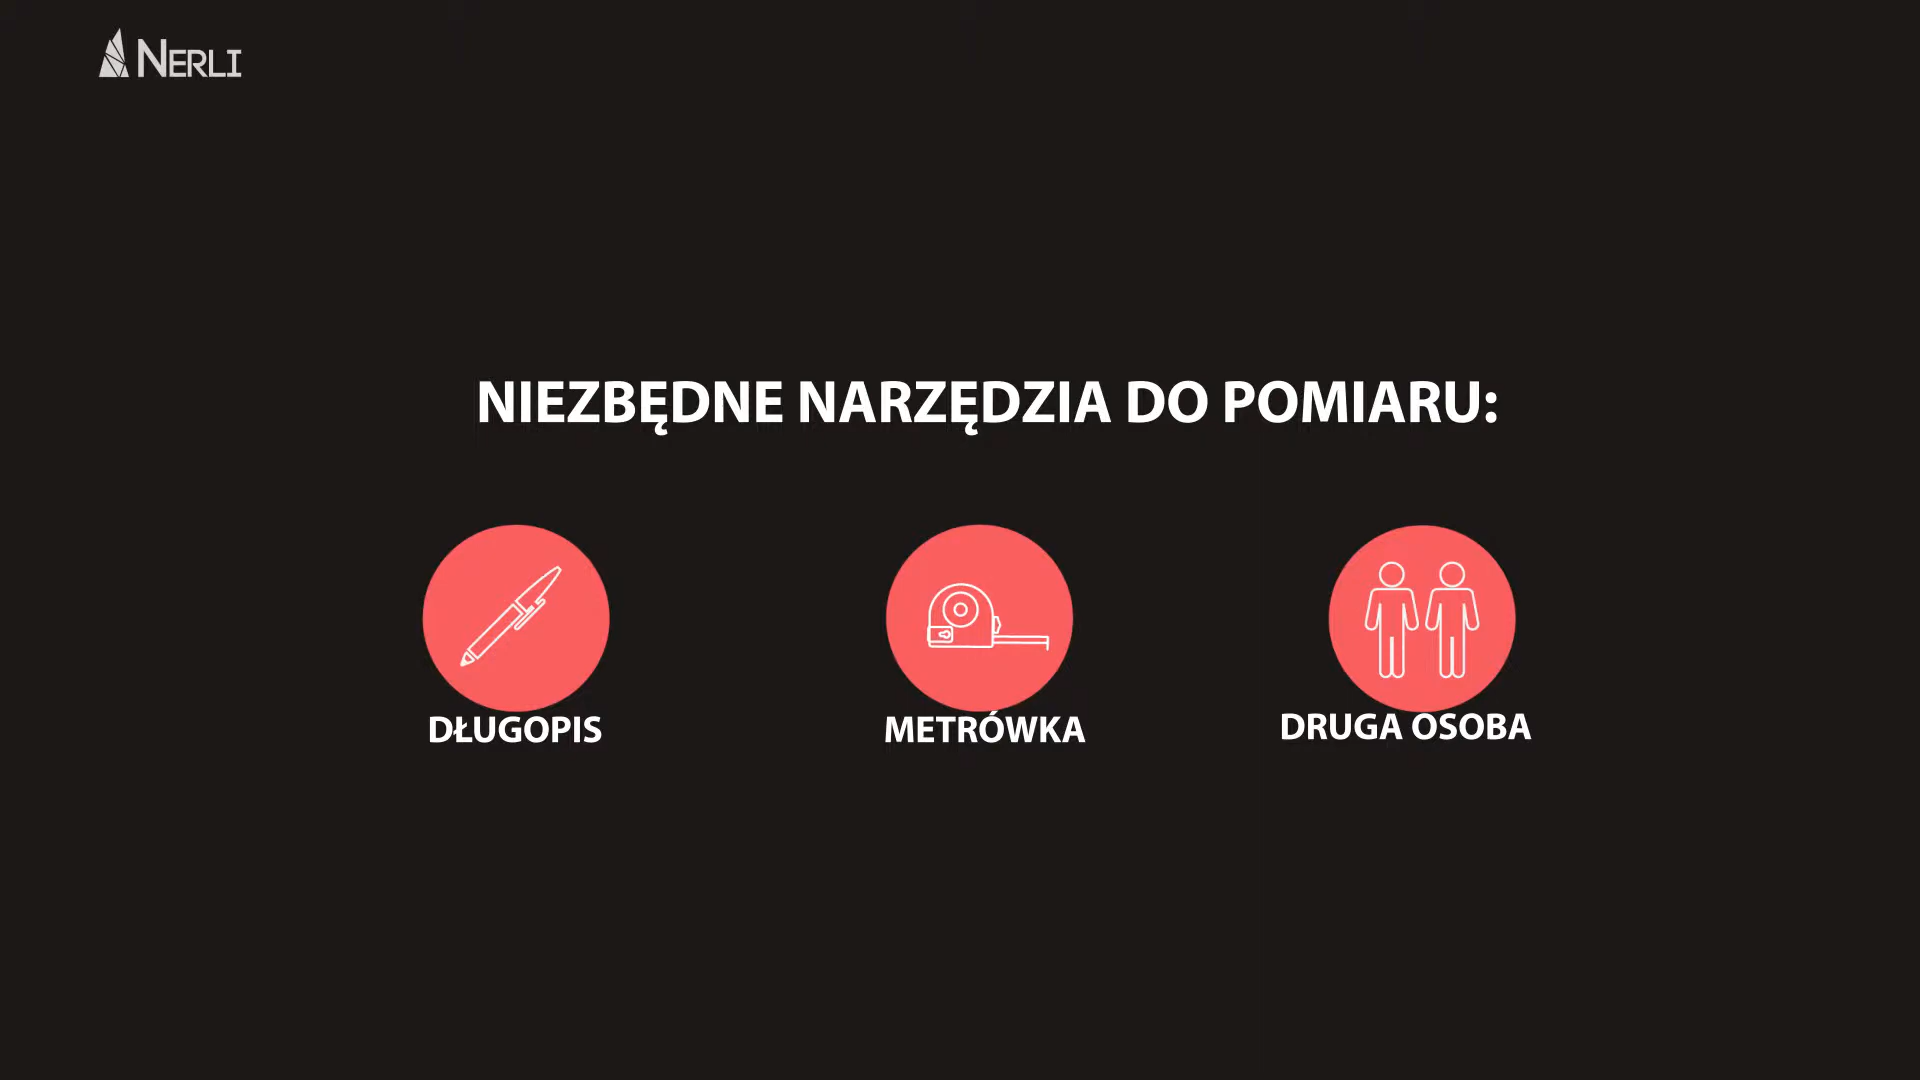 NERLI
NIEZBĘDNE NARZĘDZIA DO POMIARU:
DŁUGOPIS
METRÓWKA
DRUGA OSOBA